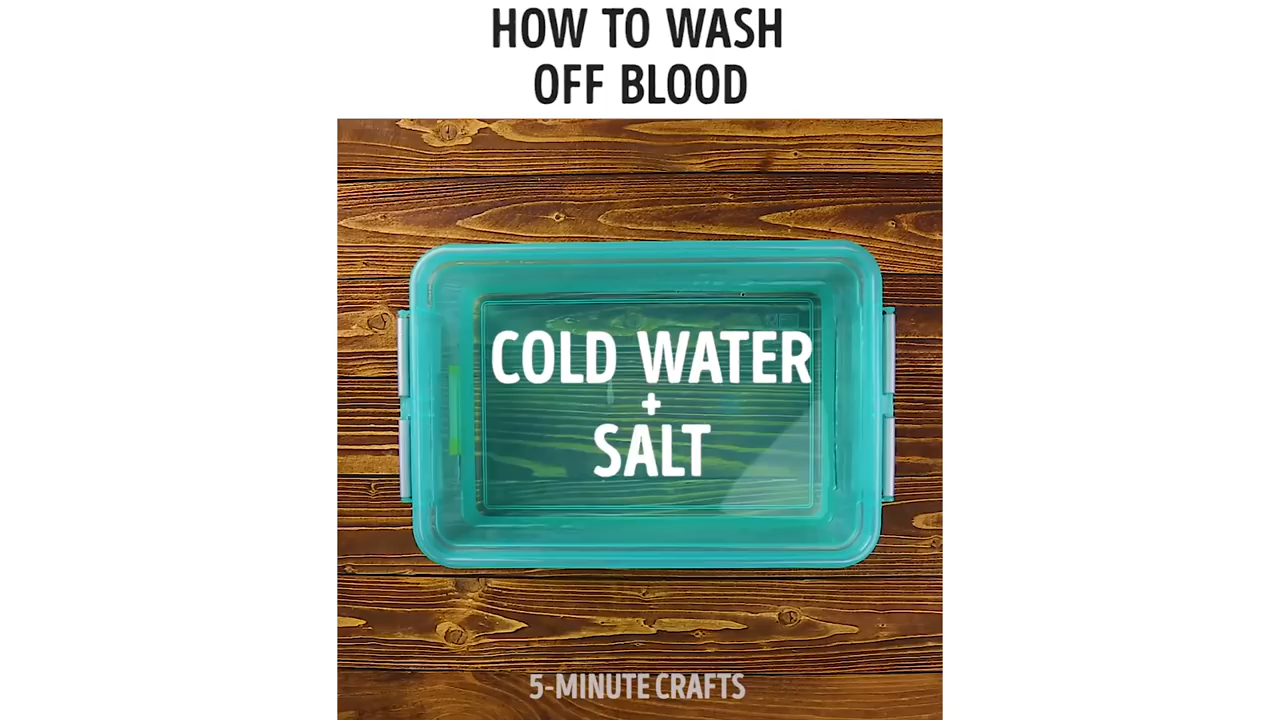 HOW TO WASH
OFF BLOOD
COLD WATER
+
SALT
5-MINUTE CRAFTS